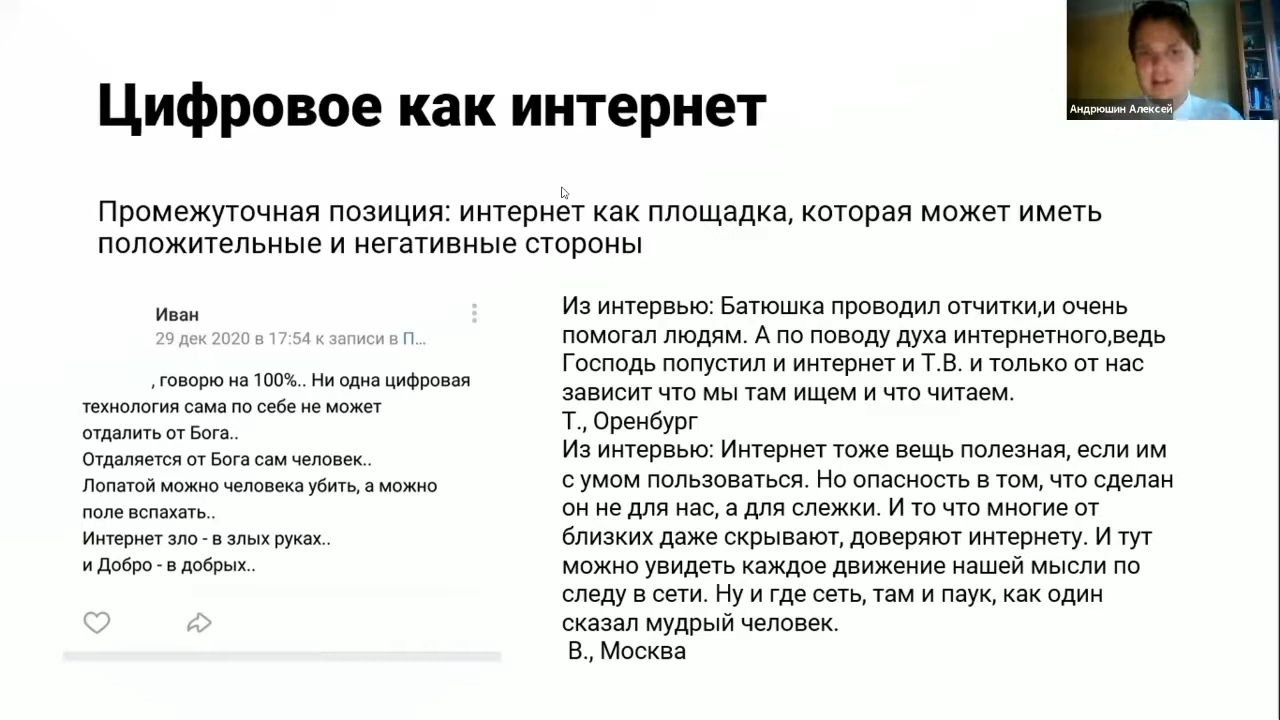 Цифровое как интернет
Андрюшин Алексей
Промежуточная позиция: интернет как площадка, которая может иметь
положительные и негативные стороны
Иван
29 дек 2020 в 17:54 к записи в П...
, говорю на 100%.. Ни одна цифровая
технология сама по себе не может
отдалить от Бога..
Отдаляется от Бога сам человек..
Лопатой можно человека убить, а можно
поле вспахать..
Интернет зло - в злых руках..
и Добро - в добрых..
Из интервью: Батюшка проводил отчитки,и очень
помогал людям. А по поводу духа интернетного,ведь
Господь попустил и интернет и Т.В. и только от нас
зависит что мы там ищем и что читаем.
Т., Оренбург
Из интервью: Интернет тоже вещь полезная, если им
с умом пользоваться. Но опасность в том, что сделан
он не для нас, а для слежки. И то что многие от
близких даже скрывают, доверяют интернету. И тут
можно увидеть каждое движение нашей мысли по
следу в сети. Ну и где сеть, там и паук, как один
сказал мудрый человек.
В., Москва